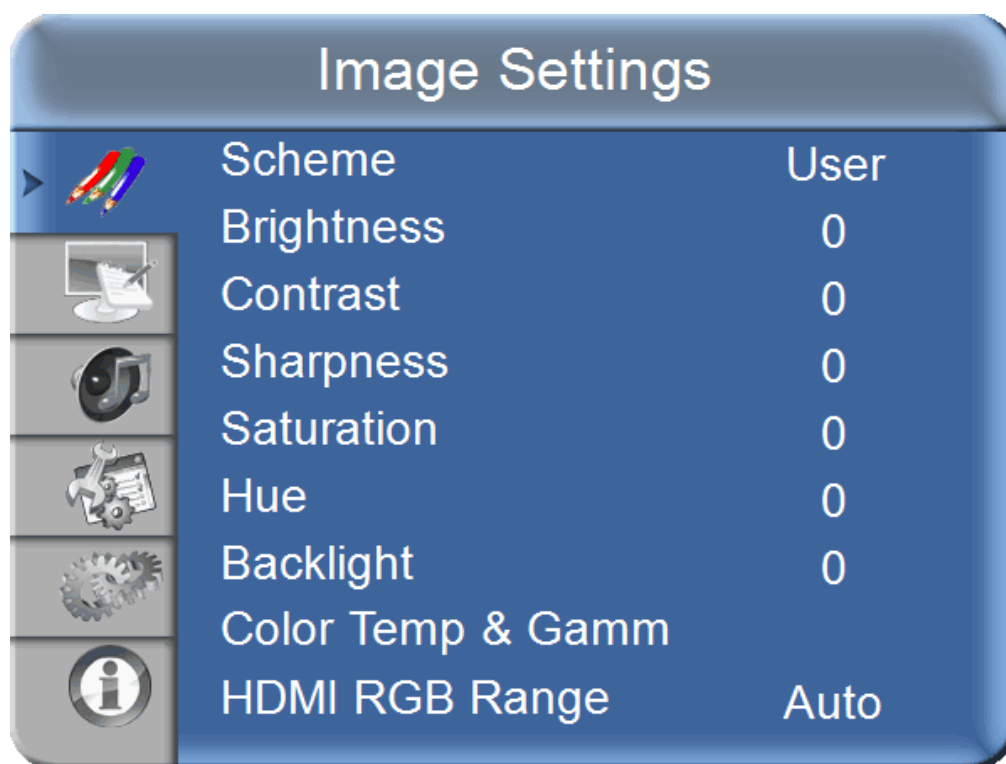 Image Settings
Scheme User
Brightness 0
Contrast 0
Sharpness 0
Saturation 0
Hue 0
Backlight 0
Color Temp & Gamm
HDMI RGB Range Auto